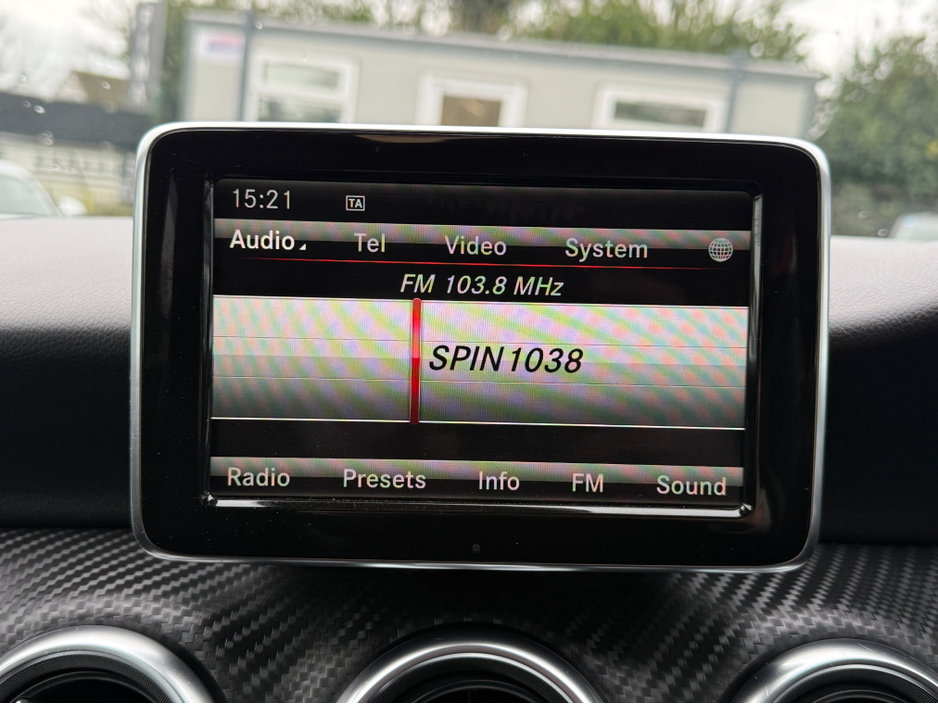 15:21 TA
Audio Tel Video System
FM 103.8 MHz
SPIN1038
Radio Presets Info FM Sound